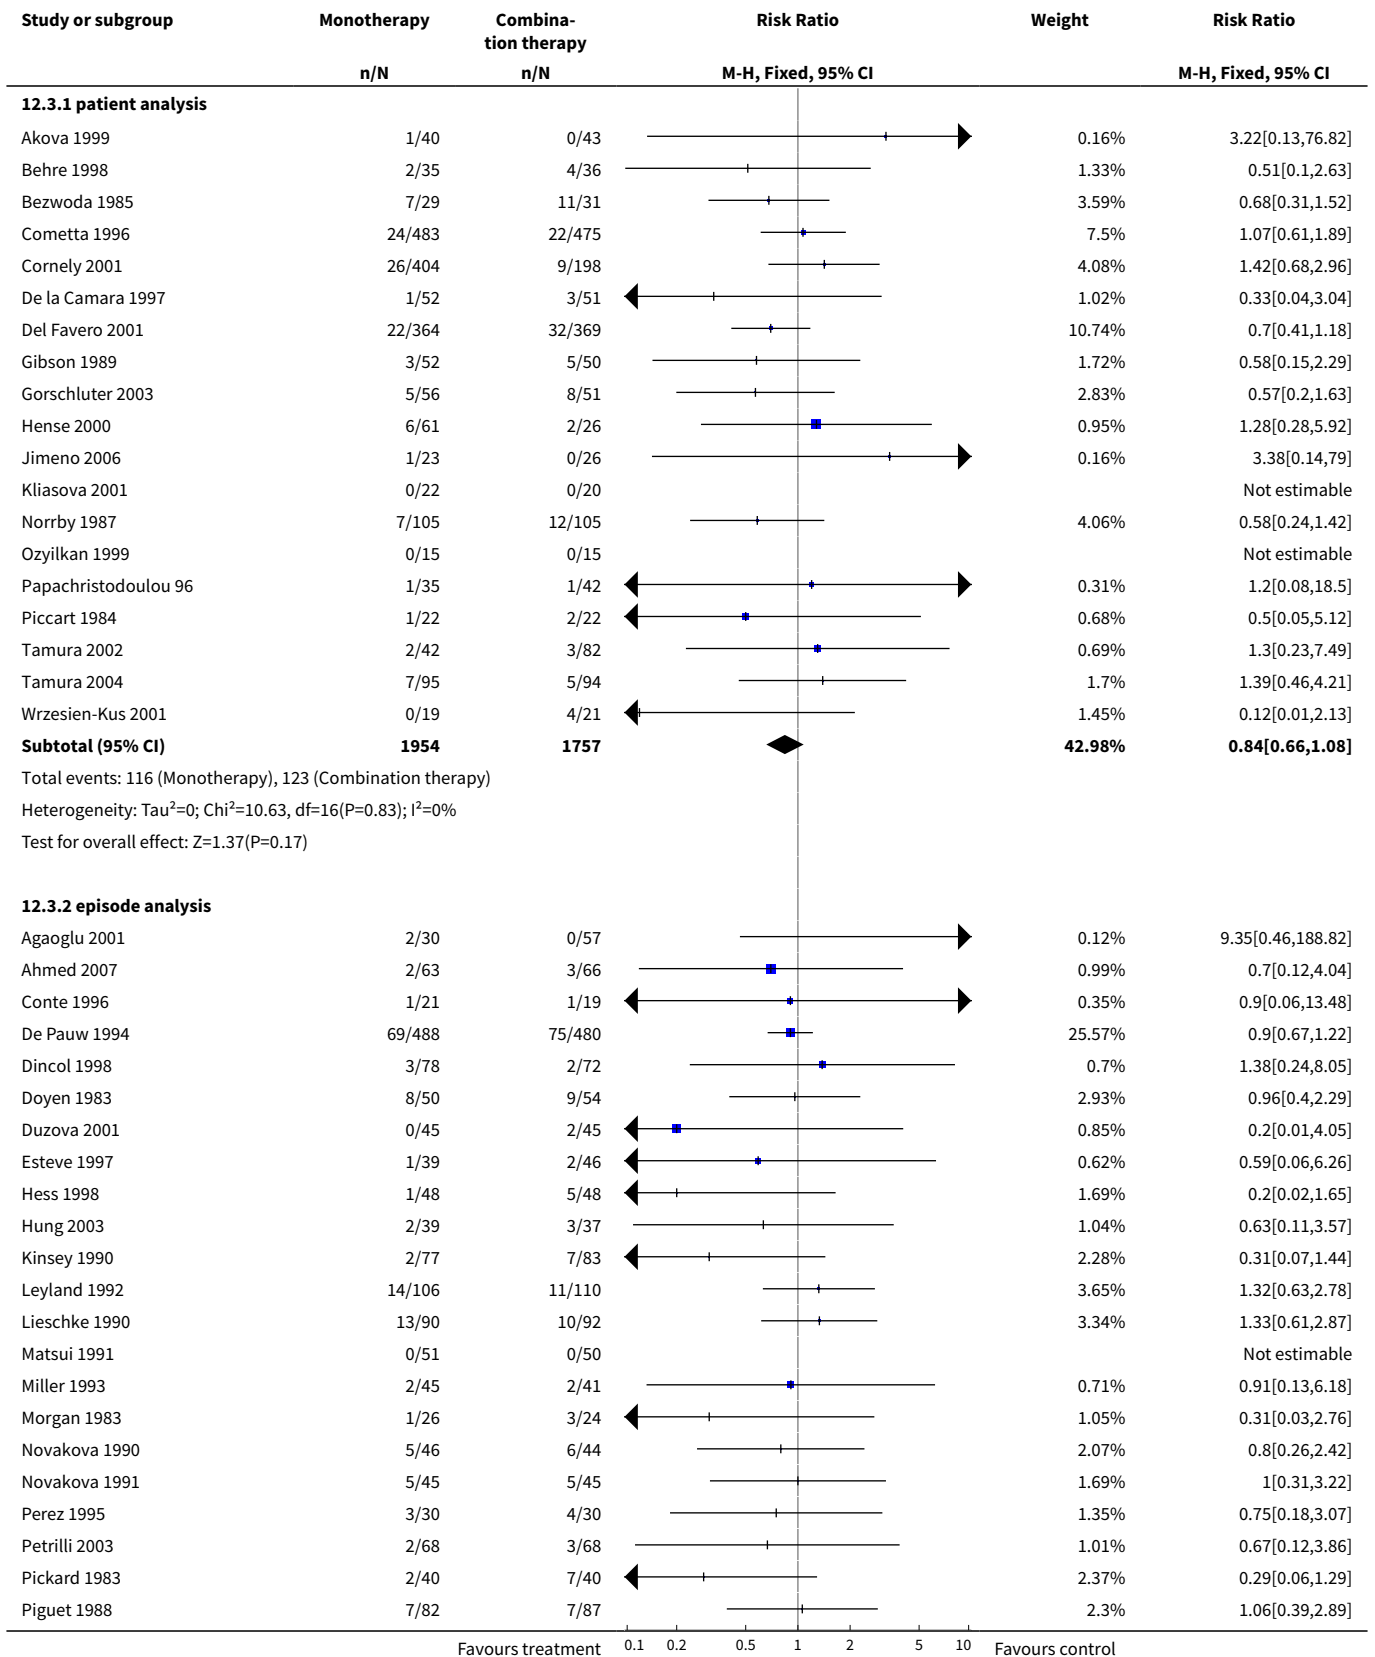 Study or subgroup Monotherapy Combina- Risk Ratio Weight Risk Ratio
tion therapy
n/N n/N M-H, Fixed, 95% CI M-H, Fixed, 95% CI
12.3.1 patient analysis
Akova 1999 1/40 0/43 0.16% 3.22[0.13,76.82]
Behre 1998 2/35 4/36 1.33% 0.51[0.1,2.63]
Bezwoda 1985 7/29 11/31 3.59% 0.68[0.31,1.52]
Cometta 1996 24/483 22/475 7.5% 1.07[0.61,1.89]
Cornely 2001 26/404 9/198 4.08% 1.42[0.68,2.96]
De la Camara 1997 1/52 3/51 1.02% 0.33[0.04,3.04]
Del Favero 2001 22/364 32/369 10.74% 0.7[0.41,1.18]
Gibson 1989 3/52 5/50 1.72% 0.58[0.15,2.29]
Gorschluter 2003 5/56 8/51 2.83% 0.57[0.2,1.63]
Hense 2000 6/61 2/26 0.95% 1.28[0.28,5.92]
Jimeno 2006 1/23 0/26 0.16% 3.38[0.14,79]
Kliasova 2001 0/22 0/20 Not estimable
Norrby 1987 7/105 12/105 4.06% 0.58[0.24,1.42]
Ozyilkan 1999 0/15 0/15 Not estimable
Papachristodoulou 96 1/35 1/42 0.31% 1.2[0.08,18.5]
Piccart 1984 1/22 2/22 0.68% 0.5[0.05,5.12]
Tamura 2002 2/42 3/82 0.69% 1.3[0.23,7.49]
Tamura 2004 7/95 5/94 1.7% 1.39[0.46,4.21]
Wrzesien-Kus 2001 0/19 4/21 1.45% 0.12[0.01,2.13]
Subtotal (95% CI) 1954 1757 42.98% 0.84[0.66,1.08]
Total events: 116 (Monotherapy), 123 (Combination therapy)
Heterogeneity: Tau²=0; Chi²=10.63, df=16(P=0.83); I²=0%
Test for overall effect: Z=1.37(P=0.17)
12.3.2 episode analysis
Agaoglu 2001 2/30 0/57 0.12% 9.35[0.46,188.82]
Ahmed 2007 2/63 3/66 0.99% 0.7[0.12,4.04]
Conte 1996 1/21 1/19 0.35% 0.9[0.06,13.48]
De Pauw 1994 69/488 75/480 25.57% 0.9[0.67,1.22]
Dincol 1998 3/78 2/72 0.7% 1.38[0.24,8.05]
Doyen 1983 8/50 9/54 2.93% 0.96[0.4,2.29]
Duzova 2001 0/45 2/45 0.85% 0.2[0.01,4.05]
Esteve 1997 1/39 2/46 0.62% 0.59[0.06,6.26]
Hess 1998 1/48 5/48 1.69% 0.2[0.02,1.65]
Hung 2003 2/39 3/37 1.04% 0.63[0.11,3.57]
Kinsey 1990 2/77 7/83 2.28% 0.31[0.07,1.44]
Leyland 1992 14/106 11/110 3.65% 1.32[0.63,2.78]
Lieschke 1990 13/90 10/92 3.34% 1.33[0.61,2.87]
Matsui 1991 0/51 0/50 Not estimable
Miller 1993 2/45 2/41 0.71% 0.91[0.13,6.18]
Morgan 1983 1/26 3/24 1.05% 0.31[0.03,2.76]
Novakova 1990 5/46 6/44 2.07% 0.8[0.26,2.42]
Novakova 1991 5/45 5/45 1.69% 1[0.31,3.22]
Perez 1995 3/30 4/30 1.35% 0.75[0.18,3.07]
Petrilli 2003 2/68 3/68 1.01% 0.67[0.12,3.86]
Pickard 1983 2/40 7/40 2.37% 0.29[0.06,1.29]
Piguet 1988 7/82 7/87 2.3% 1.06[0.39,2.89]
Favours treatment 0.1 0.2 0.5 1 2 5 10 Favours control